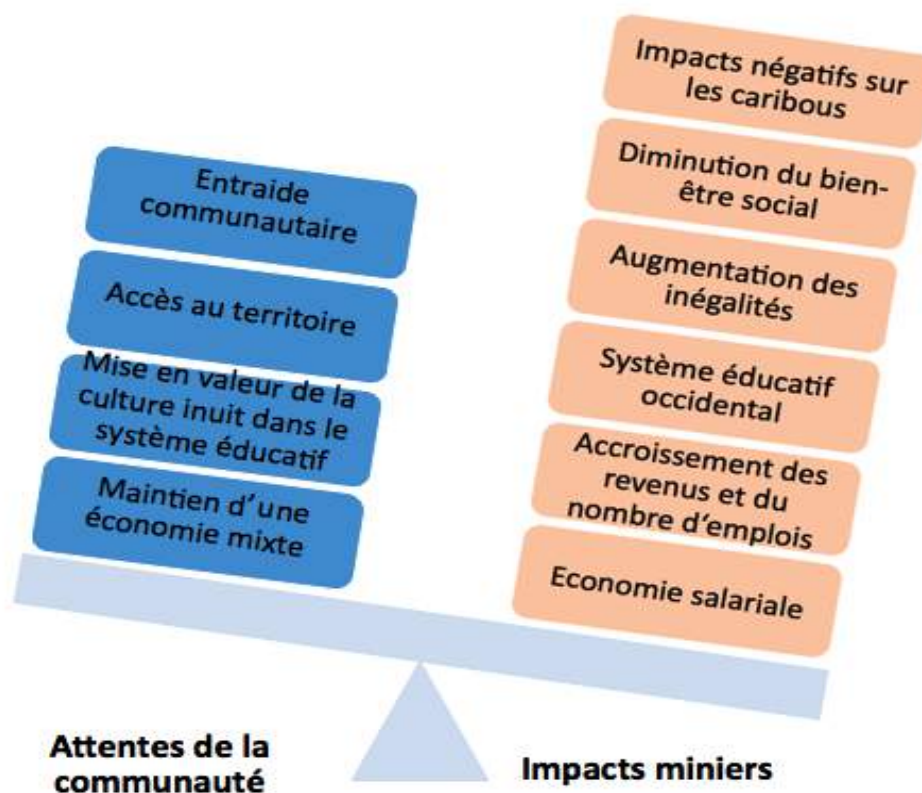 Entraide
communautaire
Accès au territoire
Mise en valeur de la
culture inuit dans le
système éducatif
Maintien d'une
économie mixte
Impacts négatifs sur
les caribous
Diminution du bien-
être social
Augmentation des
inégalités
Système éducatif
occidental
Accroissement des
revenus et du
nombre d'emplois
Economie salariale
Attentes de la
communauté
Impacts miniers